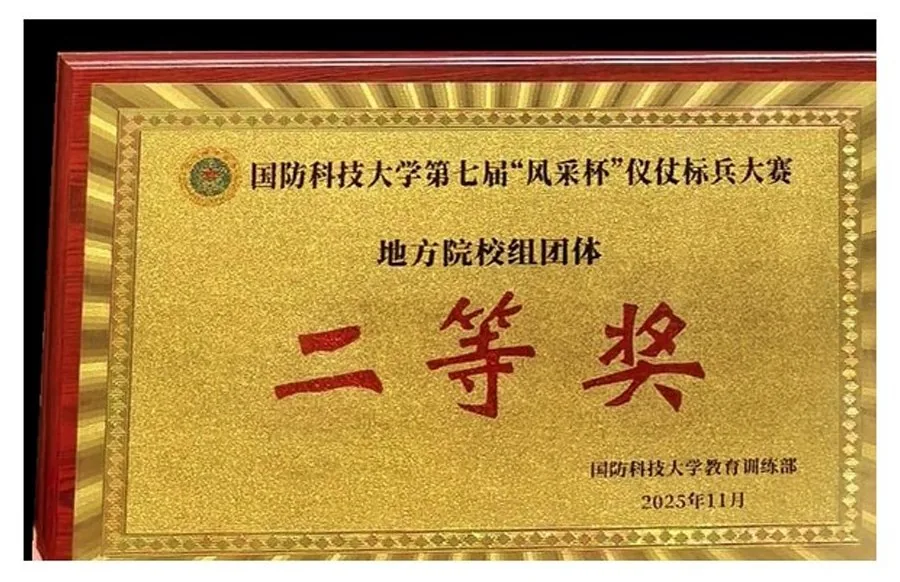 国防科技大学第七届“风采杯”仪仗标兵大赛
地方院校组团体
二等奖
国防科技大学教育训练部
2025年11月